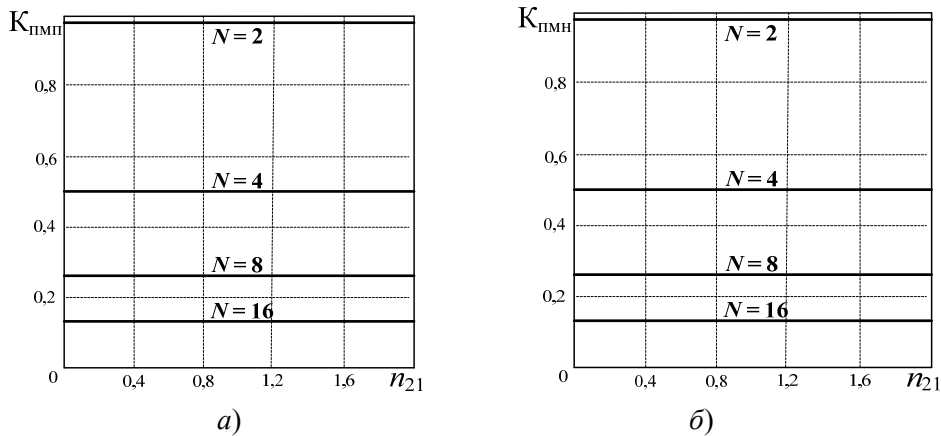 Кпмп
N = 2
0,8
0,6
N = 4
0,4
N = 8
0,2
N = 16
0
0,4
0,8
1,2
1,6
n21
а)
Кпмн
N = 2
0,8
0,6
N = 4
0,4
N = 8
0,2
N = 16
0
0,4
0,8
1,2
1,6
n21
б)